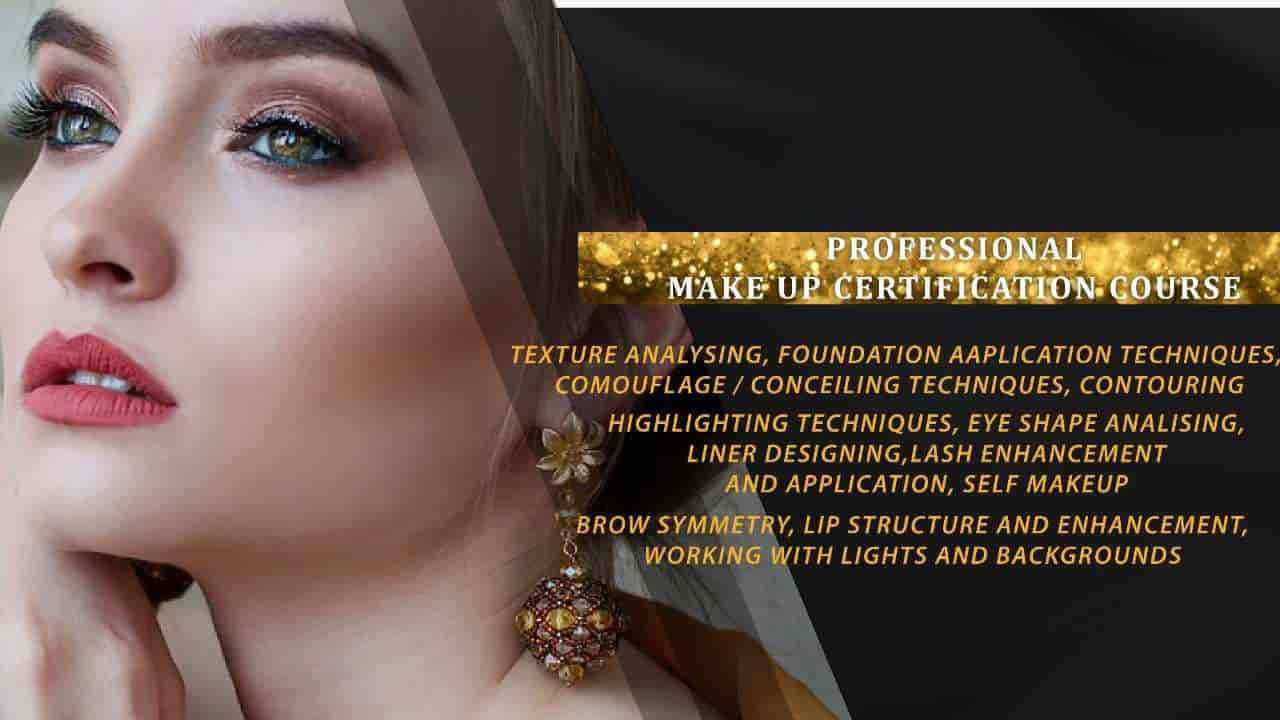 PROFESSIONAL
MAKE UP CERTIFICATION COURSE
TEXTURE ANALYSING, FOUNDATION AAPLICATION TECHNIQUES,
COMOUFLAGE / CONCEILING TECHNIQUES, CONTOURING
HIGHLIGHTING TECHNIQUES, EYE SHAPE ANALISING,
LINER DESIGNING,LASH ENHANCEMENT
AND APPLICATION, SELF MAKEUP
BROW SYMMETRY, LIP STRUCTURE AND ENHANCEMENT,
WORKING WITH LIGHTS AND BACKGROUNDS